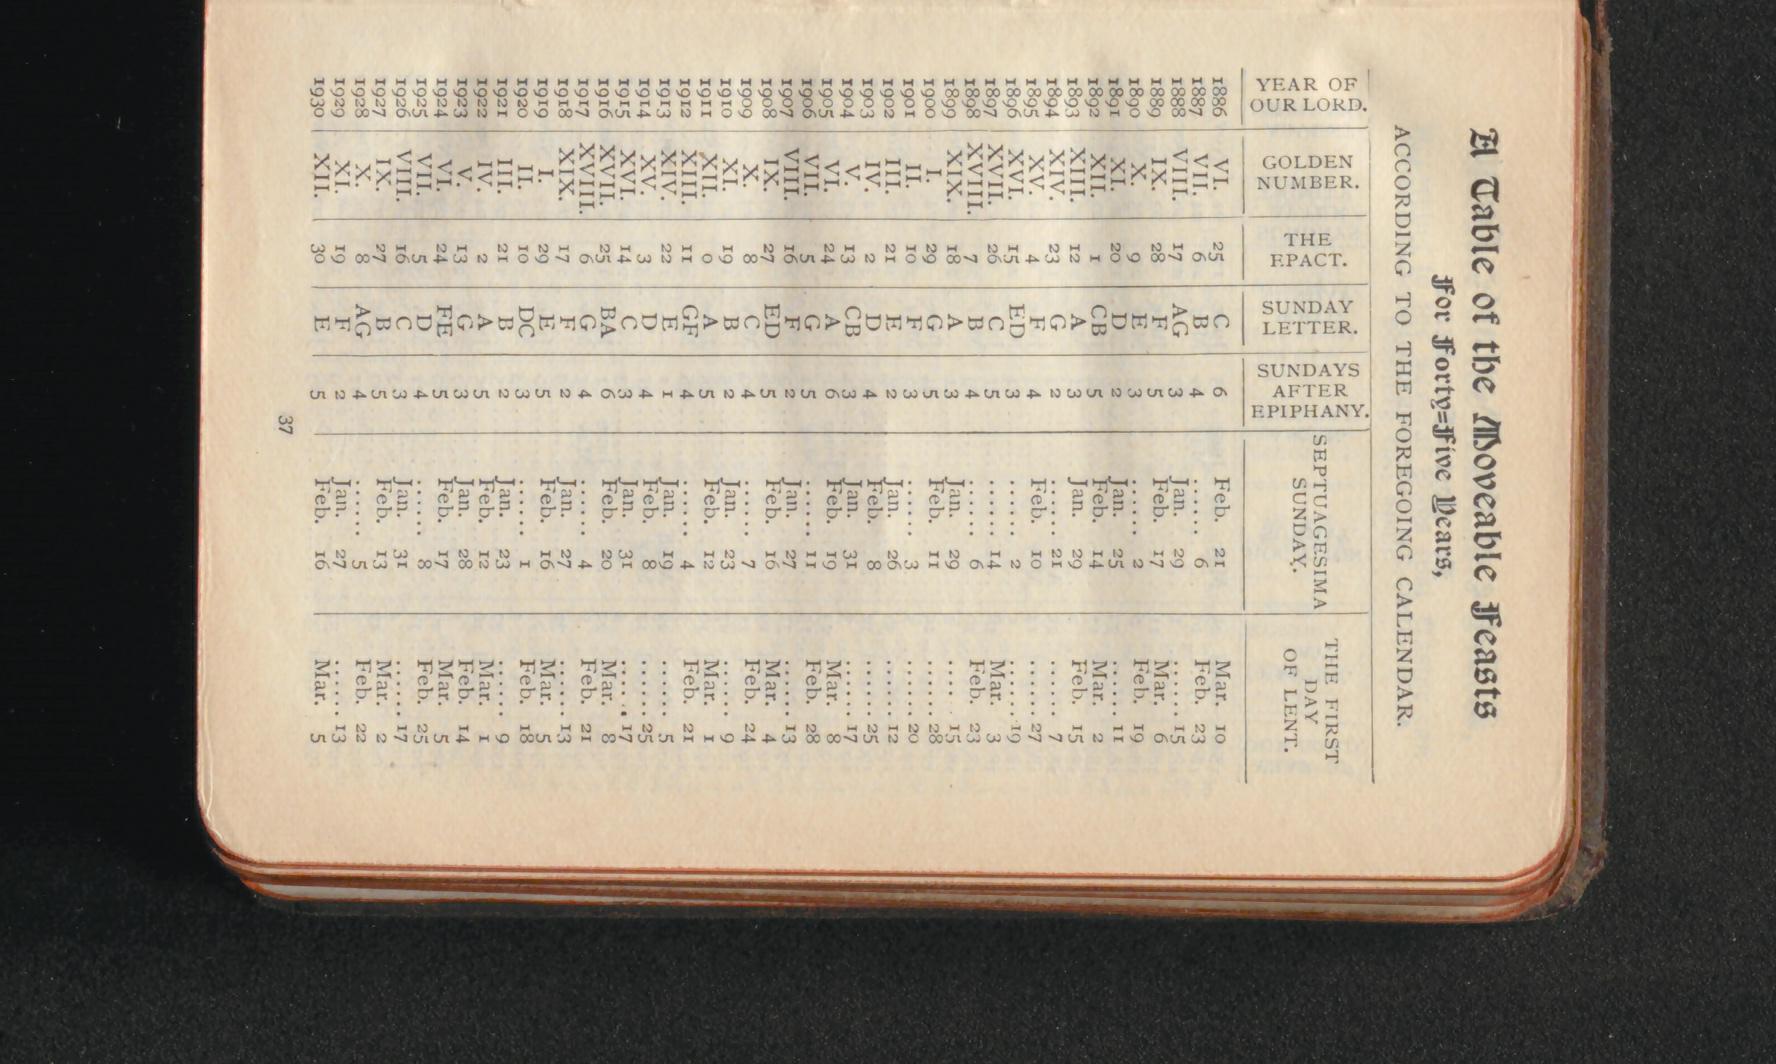 A Table of the Moveable Feasts
For Forty=Five Years,
ACCORDING TO THE FOREGOING CALENDAR.
YEAR OF OUR LORD. GOLDEN NUMBER. THE EPACT. SUNDAY LETTER. SUNDAYS AFTER EPIPHANY. SEPTUAGESIMA SUNDAY. THE FIRST DAY OF LENT.
1886 VI. 25 C 6 Feb. 21 Mar. 10
1887 VII. 6 B 4 ..... 6 Feb. 23
1888 VIII. 17 AG 3 Jan. 29 ..... 15
1889 IX. 28 F 5 Feb. 17 Mar. 6
1890 X. 9 E 3 ..... 2 Feb. 19
1891 XI. 20 D 2 Jan. 25 ..... 11
1892 XII. 1 CB 5 Feb. 14 Mar. 2
1893 XIII. 12 A 3 Jan. 29 Feb. 15
1894 XIV. 23 G 2 ..... 21 ..... 7
1895 XV. 4 F 4 Feb. 10 ..... 27
1896 XVI. 15 ED 3 ..... 2 ..... 19
1897 XVII. 26 C 5 ..... 14 Mar. 3
1898 XVIII. 7 B 4 ..... 6 Feb. 23
1899 XIX. 18 A 3 Jan. 29 ..... 15
1900 I. 29 G 5 Feb. 11 ..... 28
1901 II. 10 F 3 ..... 3 ..... 20
1902 III. 21 E 2 Jan. 26 ..... 12
1903 IV. 2 D 4 Feb. 8 ..... 25
1904 V. 13 CB 3 Jan. 31 ..... 17
1905 VI. 24 A 6 Feb. 19 Mar. 8
1906 VII. 5 G 5 ..... 11 Feb. 28
1907 VIII. 16 F 2 Jan. 27 ..... 13
1908 IX. 27 ED 5 Feb. 16 Mar. 4
1909 X. 8 C 4 ..... 7 Feb. 24
1910 XI. 19 B 2 Jan. 23 ..... 9
1911 XII. 0 A 5 Feb. 12 Mar. 1
1912 XIII. 11 GF 4 ..... 4 Feb. 21
1913 XIV. 22 E 1 Jan. 19 ..... 5
1914 XV. 3 D 4 Feb. 8 ..... 25
1915 XVI. 14 C 3 Jan. 31 ..... 17
1916 XVII. 25 BA 6 Feb. 20 Mar. 8
1917 XVIII. 6 G 4 ..... 4 Feb. 21
1918 XIX. 17 F 2 Jan. 27 ..... 13
1919 I. 29 E 5 Feb. 16 Mar. 5
1920 II. 10 DC 3 ..... 1 Feb. 18
1921 III. 21 B 2 Jan. 23 ..... 9
1922 IV. 2 A 5 Feb. 12 Mar. 1
1923 V. 13 G 3 Jan. 28 Feb. 14
1924 VI. 24 FE 5 Feb. 17 Mar. 5
1925 VII. 5 D 4 ..... 8 Feb. 25
1926 VIII. 16 C 3 Jan. 31 ..... 17
1927 IX. 27 B 5 Feb. 13 Mar. 2
1928 X. 8 AG 4 ..... 5 Feb. 22
1929 XI. 19 F 2 Jan. 27 ..... 13
1930 XII. 30 E 5 Feb. 16 Mar. 5
37